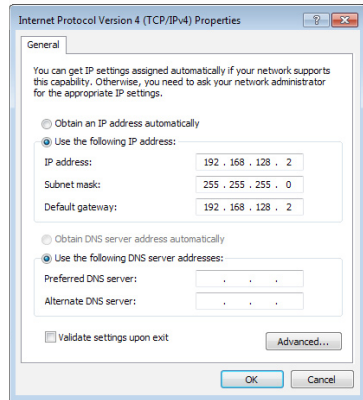 Internet Protocol Version 4 (TCP/IPv4) Properties
General
You can get IP settings assigned automatically if your network supports
this capability. Otherwise, you need to ask your network administrator
for the appropriate IP settings.
Obtain an IP address automatically
Use the following IP address:
IP address: 192 . 168 . 128 . 2
Subnet mask: 255 . 255 . 255 . 0
Default gateway: 192 . 168 . 128 . 2
Obtain DNS server address automatically
Use the following DNS server addresses:
Preferred DNS server: . . .
Alternate DNS server: . . .
Validate settings upon exit
Advanced...
OK Cancel